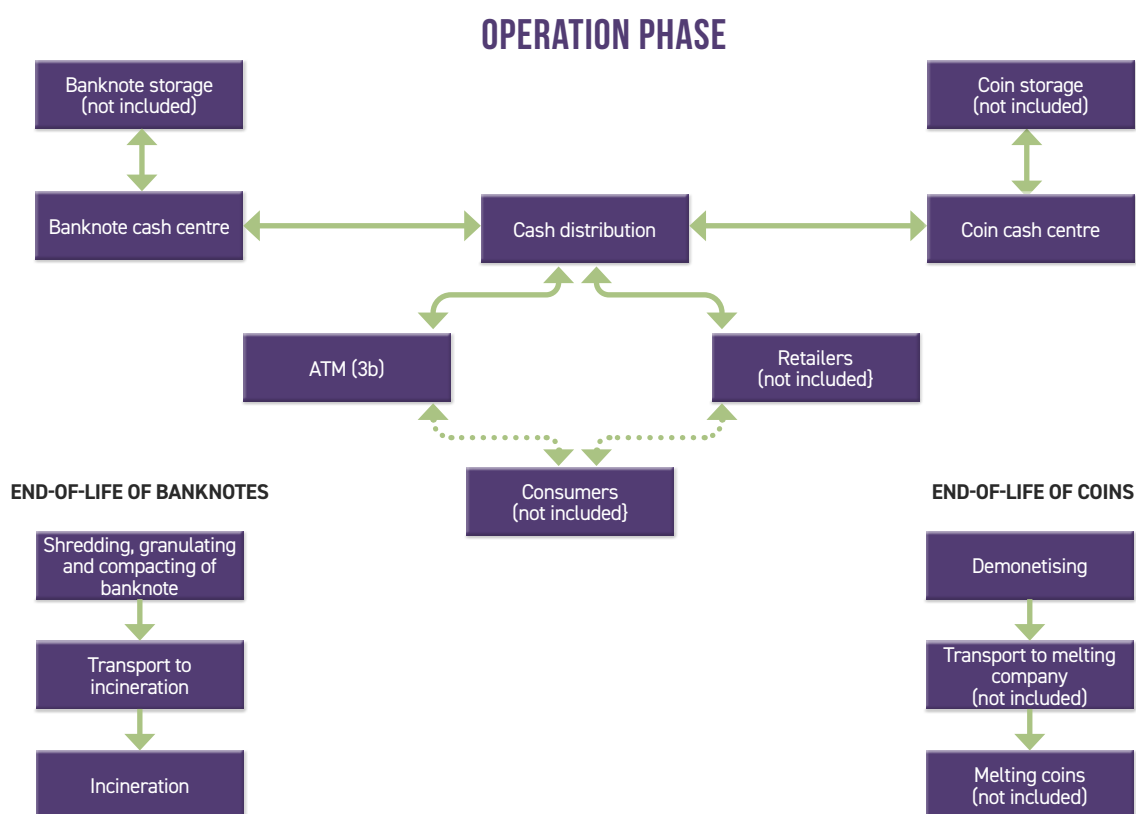 OPERATION PHASE
Banknote storage
(not included)
Coin storage
(not included)
Banknote cash centre
Cash distribution
Coin cash centre
ATM (3b)
Retailers
(not included}
Consumers
(not included}
END-OF-LIFE OF BANKNOTES
Shredding, granulating
and compacting of
banknote
Transport to
incineration
Incineration
END-OF-LIFE OF COINS
Demonetising
Transport to melting
company
(not included)
Melting coins
(not included)